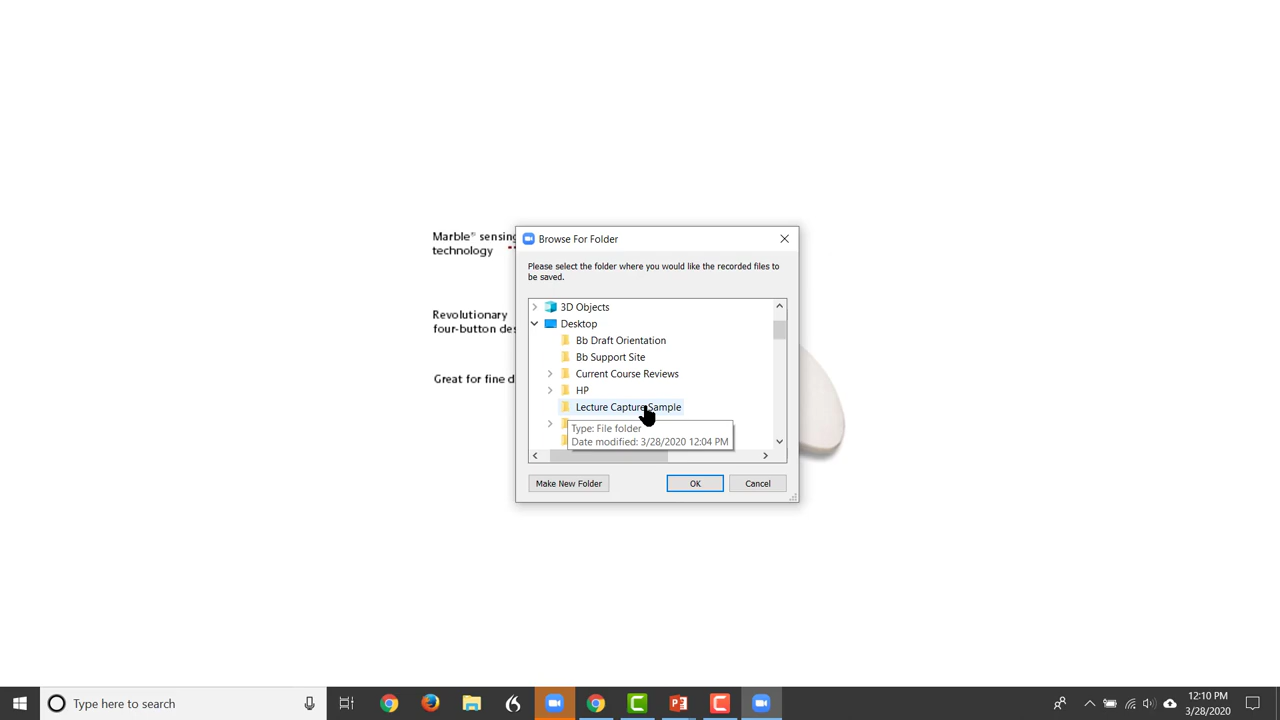 Marble® sensing
technology
Revolutionary
four-button des
Great for fine d
Browse For Folder
Please select the folder where you would like the recorded files to
be saved.
3D Objects
Desktop
Bb Draft Orientation
Bb Support Site
Current Course Reviews
HP
Lecture Capture Sample
Type: File folder
Date modified: 3/28/2020 12:04 PM
Make New Folder
OK
Cancel
Type here to search
12:10 PM
3/28/2020